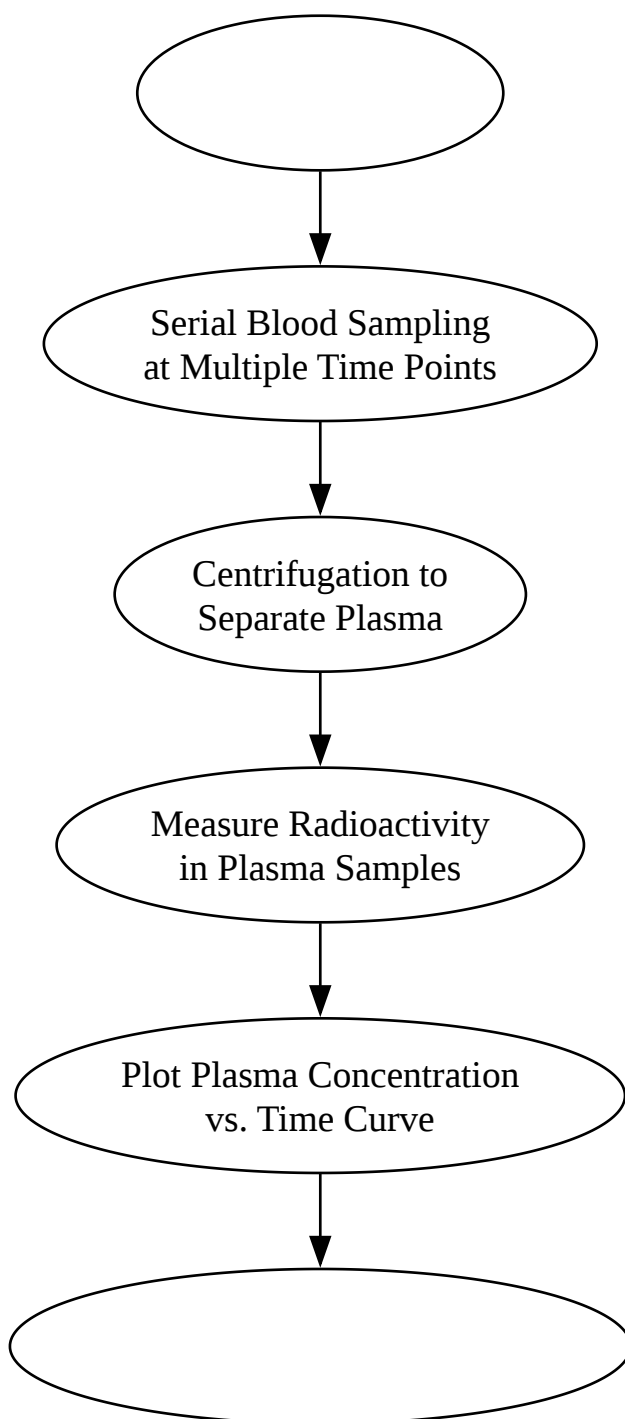 Serial Blood Sampling
at Multiple Time Points
Centrifugation to
Separate Plasma
Measure Radioactivity
in Plasma Samples
Plot Plasma Concentration
vs. Time Curve